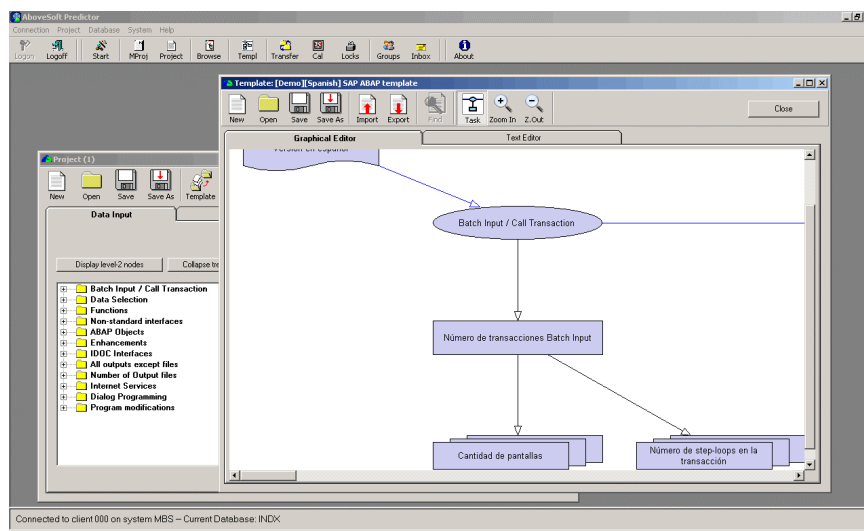 AboveSoft Predictor
Connection Project Database System Help
Logon Logoff Start MProj Project Browse Templ Transfer Cal Locks Groups Inbox About
Template: [Demo][Spanish] SAP ABAP template
New Open Save Save As Import Export Find Task Zoom In Z.Out Close
Graphical Editor Text Editor
Versión en español
Batch Input / Call Transaction
Número de transacciones Batch Input
Cantidad de pantallas
Número de step-loops en la
transacción
Project (1)
New Open Save Save As Template
Data Input
Display level-2 nodes Collapse tre
Batch Input / Call Transaction
Data Selection
Functions
Non-standard interfaces
ABAP Objects
Enhancements
IDOC Interfaces
All outputs except files
Number of Output files
Internet Services
Dialog Programming
Program modifications
Connected to client 000 on system MBS -- Current Database: INDX